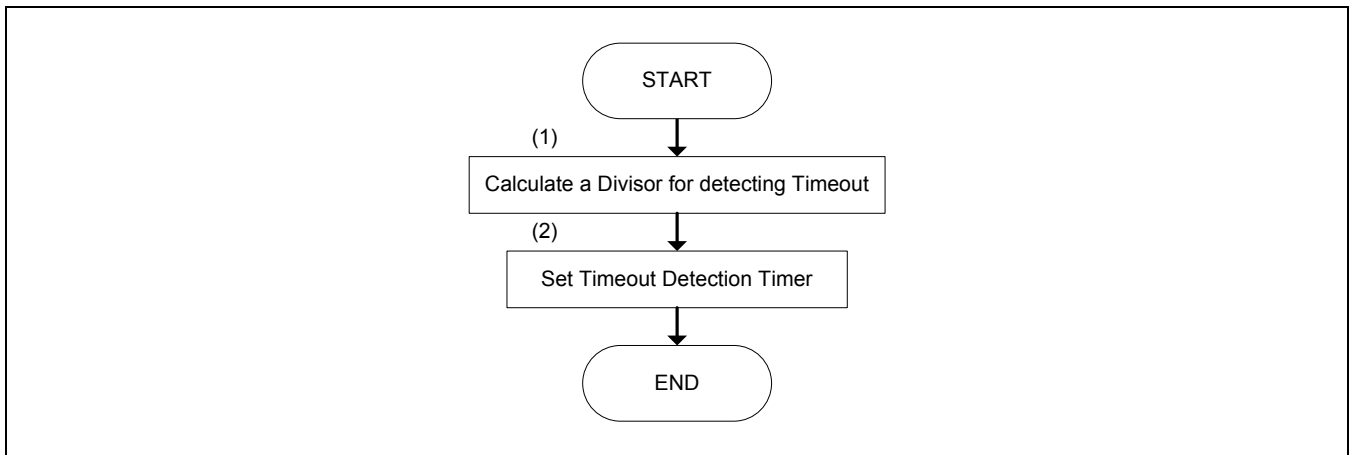 START
(1)
Calculate a Divisor for detecting Timeout
(2)
Set Timeout Detection Timer
END